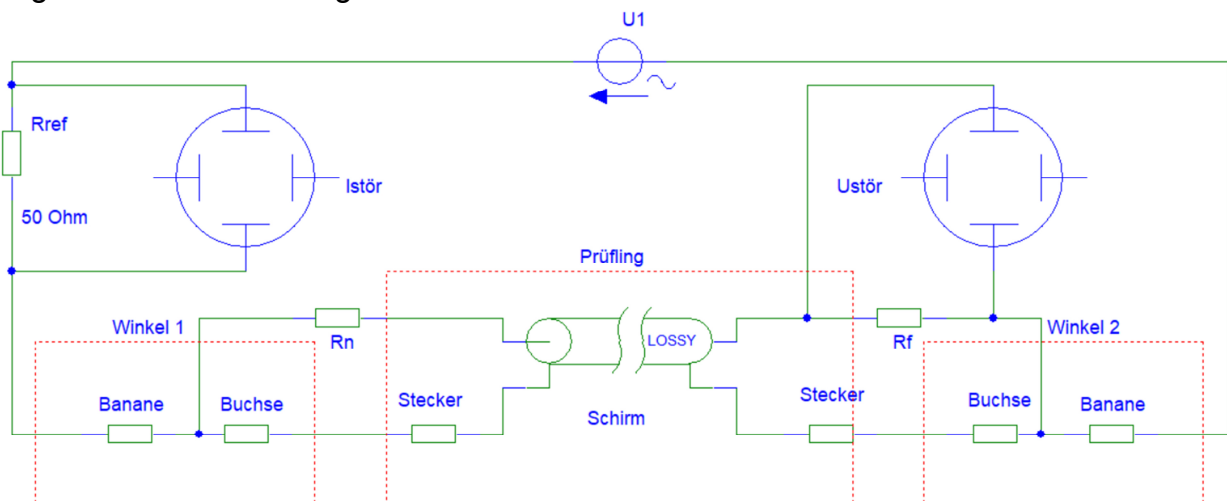 U1
Rref
Istör
Ustör
50 Ohm
Prüfling
Winkel 1
Rn
LOSSY
Rf
Winkel 2
Banane
Buchse
Stecker
Schirm
Stecker
Buchse
Banane